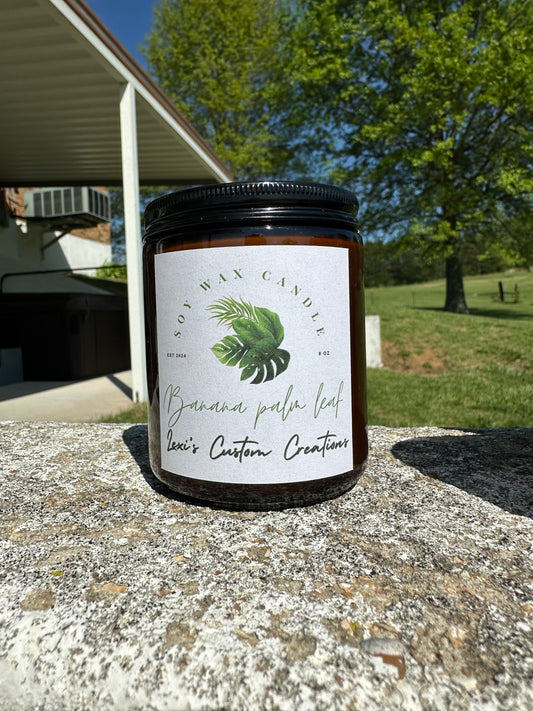 SOY WAX CANDLE
EST 2024 8 OZ
Banana palm leaf
Lexi's Custom Creations